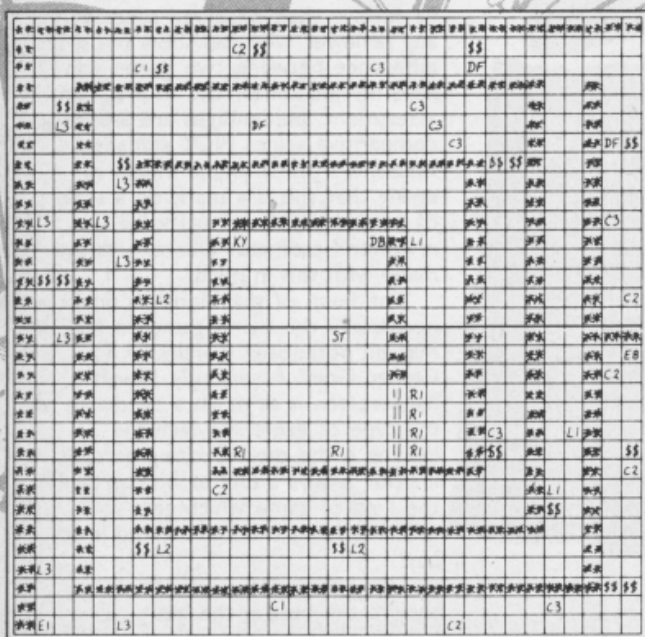 C2 $$ $$
C1 $$ C3 DF
$$ C3
L3 DF C3
C3 DF $$
$$ $$ $$
L3
L3 L3 C3
KY DB L1
L3
$$ $$
L2 C2
L3 ST
C2
|| R1
|| R1
|| R1 C3 L1
R1 R1 || R1 $$ $$
C2
C2 L1
$$
$$ L2 $$ L2
L3
$$ $$
C1 C3
E1 L3 C2